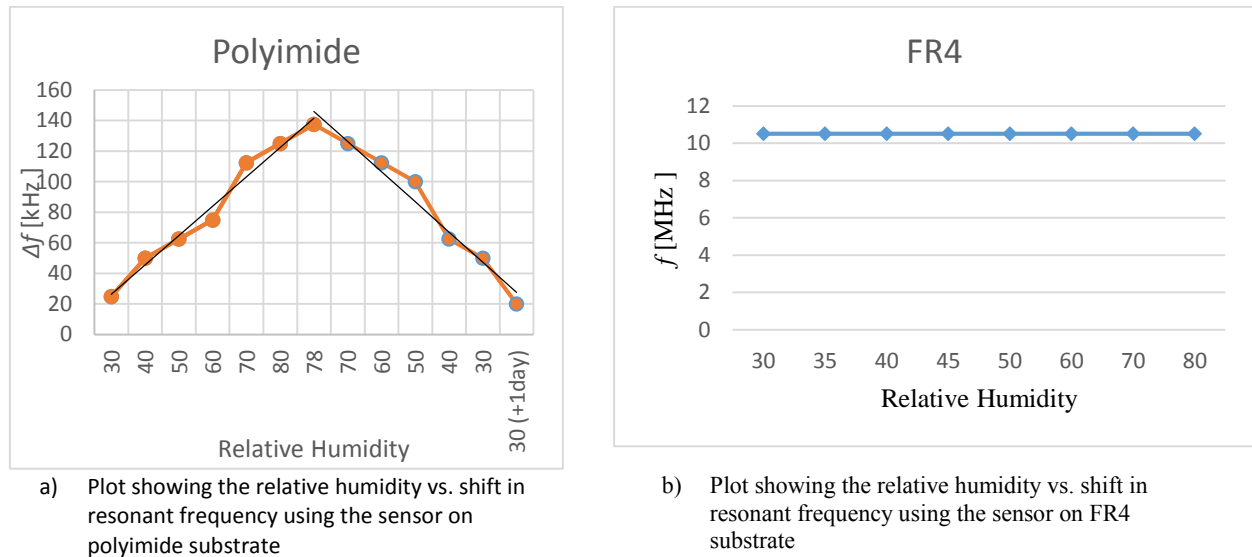 Polyimide
160
140
120
100
80
60
40
20
0
Δf [kHz ]
30 40 50 60 70 80 78 70 60 50 40 30 30 (+1day)
Relative Humidity
a) Plot showing the relative humidity vs. shift in
resonant frequency using the sensor on
polyimide substrate
FR4
12
10
8
6
4
2
0
f [MHz ]
30 35 40 45 50 60 70 80
Relative Humidity
b) Plot showing the relative humidity vs. shift in
resonant frequency using the sensor on FR4
substrate